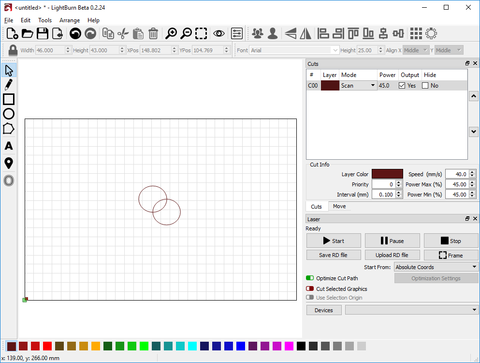 <untitled> * - LightBurn Beta 0.2.24
File Edit Tools Arrange Help
Width 46.000 Height 43.000 XPos 148.802 YPos 104.769 Font Arial Height 25.00 Align X Middle Y Middle
Cuts
# Layer Mode Power Output Hide
C00 Scan 45.0 Yes No
Cut Info
Layer Color Speed (mm/s) 40.0
Priority 0 Power Max (%) 45.00
Interval (mm) 0.100 Power Min (%) 45.00
Cuts Move
Laser
Ready
Start Pause Stop
Save RD file Upload RD file Frame
Start From: Absolute Coords
Optimize Cut Path Optimization Settings
Cut Selected Graphics
Use Selection Origin
Devices
x: 139.00, y: 266.00 mm